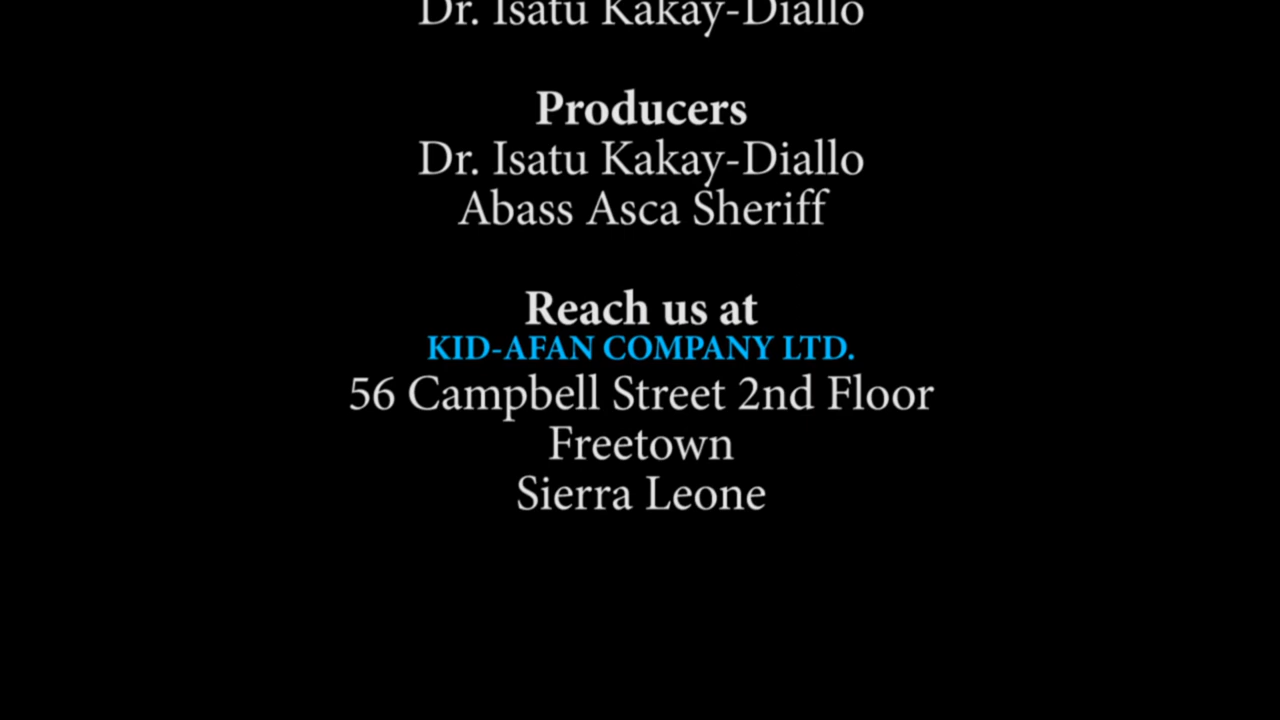 Dr. Isatu Kakay-Diallo
Producers
Dr. Isatu Kakay-Diallo
Abass Asca Sheriff
Reach us at
KID-AFAN COMPANY LTD.
56 Campbell Street 2nd Floor
Freetown
Sierra Leone